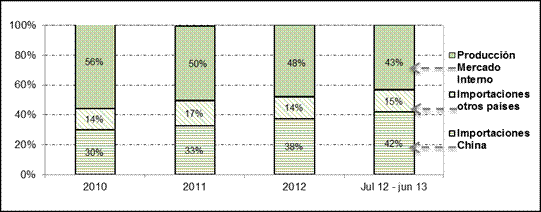 100%
80%
60%
40%
20%
0%
56%
50%
48%
43%
14%
17%
14%
15%
30%
33%
38%
42%
2010
2011
2012
Jul 12 - jun 13
Producción
Mercado
Interno
Importaciones
otros países
Importaciones
China